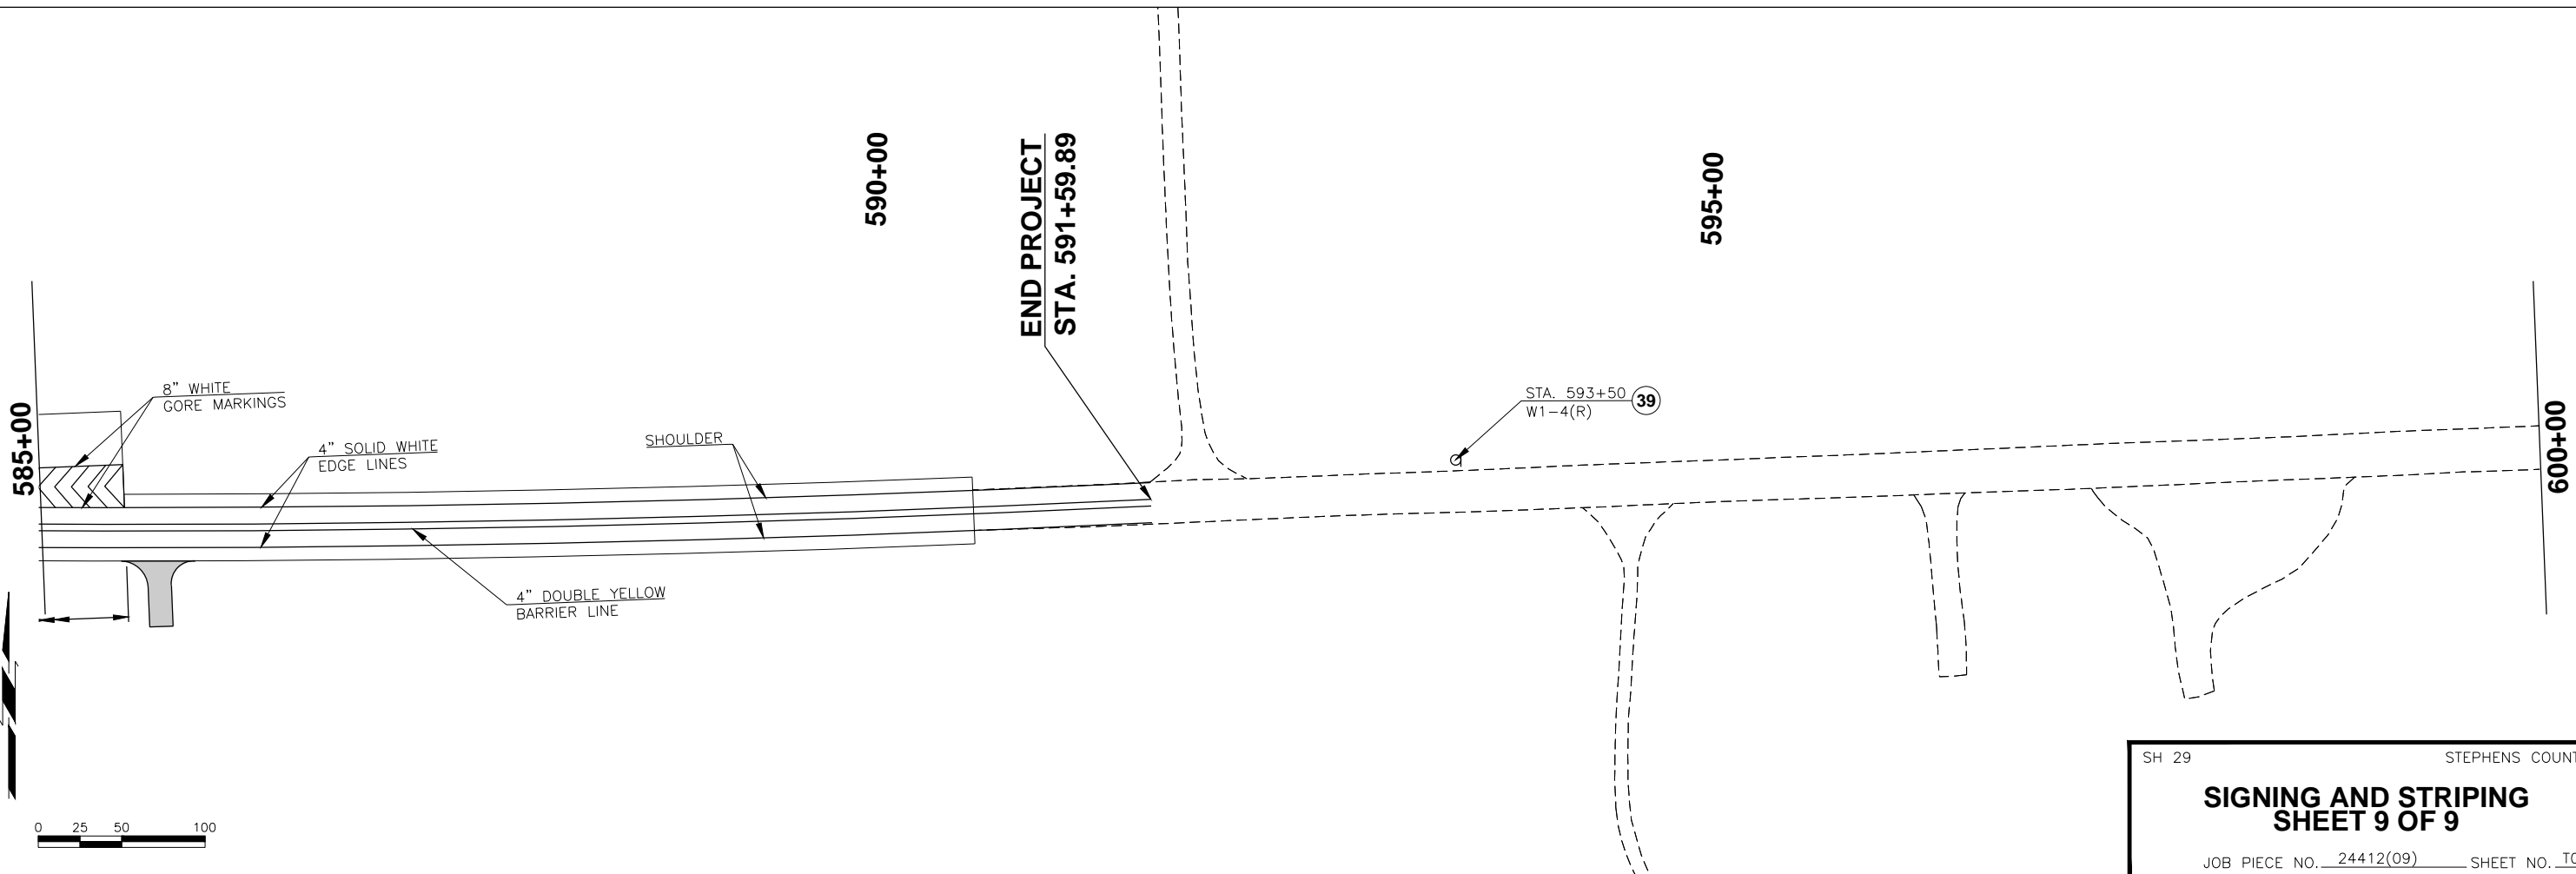 590+00
END PROJECT
STA. 591+59.89
595+00
585+00
8" WHITE
GORE MARKINGS
4" SOLID WHITE
EDGE LINES
SHOULDER
STA. 593+50
W1-4(R)
39
600+00
4" DOUBLE YELLOW
BARRIER LINE
0 25 50 100
SH 29 STEPHENS
SIGNING AND STRIPING
SHEET 9 OF 9
JOB PIECE NO. 24412(09) SHEET NO.